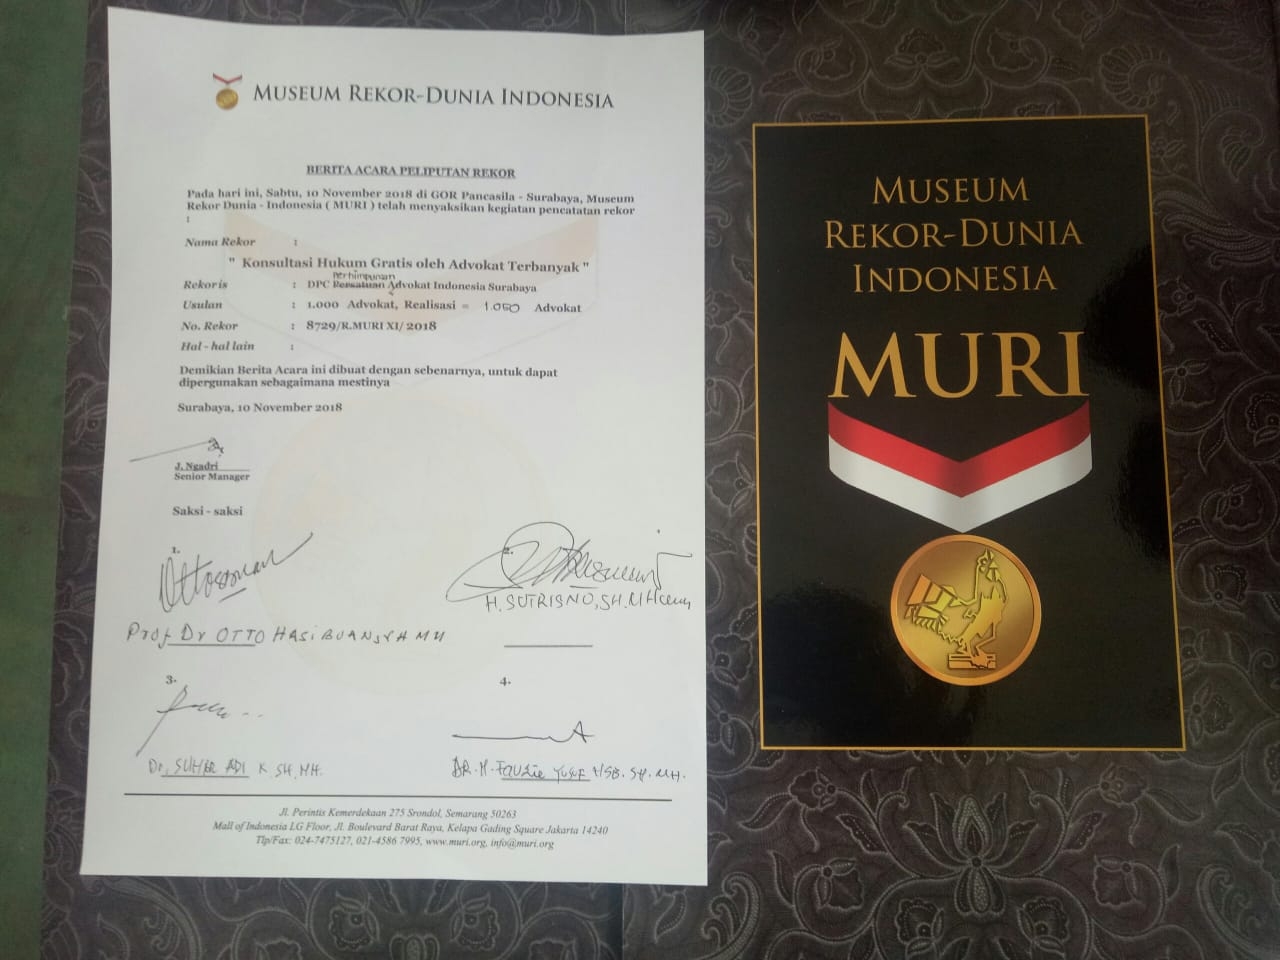 MUSEUM REKOR-DUNIA INDONESIA
BERITA ACARA PELIPUTAN REKOR
Pada hari ini, Sabtu, 10 November 2018 di GOR Pancasila - Surabaya, Museum
Rekor Dunia - Indonesia ( MURI ) telah menyaksikan kegiatan pencatatan rekor
:
Nama Rekor :
" Konsultasi Hukum Gratis oleh Advokat Terbanyak "
Perhimpunan
Rekoris : DPC Persatuan Advokat Indonesia Surabaya
Usulan : 1.000 Advokat, Realisasi = 1.050 Advokat
No. Rekor : 8729/R.MURI XI/ 2018
Hal - hal lain :
Demikian Berita Acara ini dibuat dengan sebenarnya, untuk dapat
dipergunakan sebagaimana mestinya
Surabaya, 10 November 2018
J. Ngadri
Senior Manager
Saksi - saksi
1.
2.
H. SUTRISNO, SH. MHum
Prof Dr OTTO HASIBUAN SH MM
3.
4.
Dr. SUHAR ADI K SH. MH.
DR. H. Fauzie YUSUF HSB. SH. MH.
Jl. Perintis Kemerdekaan 275 Srondol, Semarang 50263
Mall of Indonesia LG Floor, Jl. Boulevard Barat Raya, Kelapa Gading Square Jakarta 14240
Tlp/Fax: 024-7475127, 021-4586 7995, www.muri.org, info@muri.org
MUSEUM
REKOR-DUNIA
INDONESIA
MURI